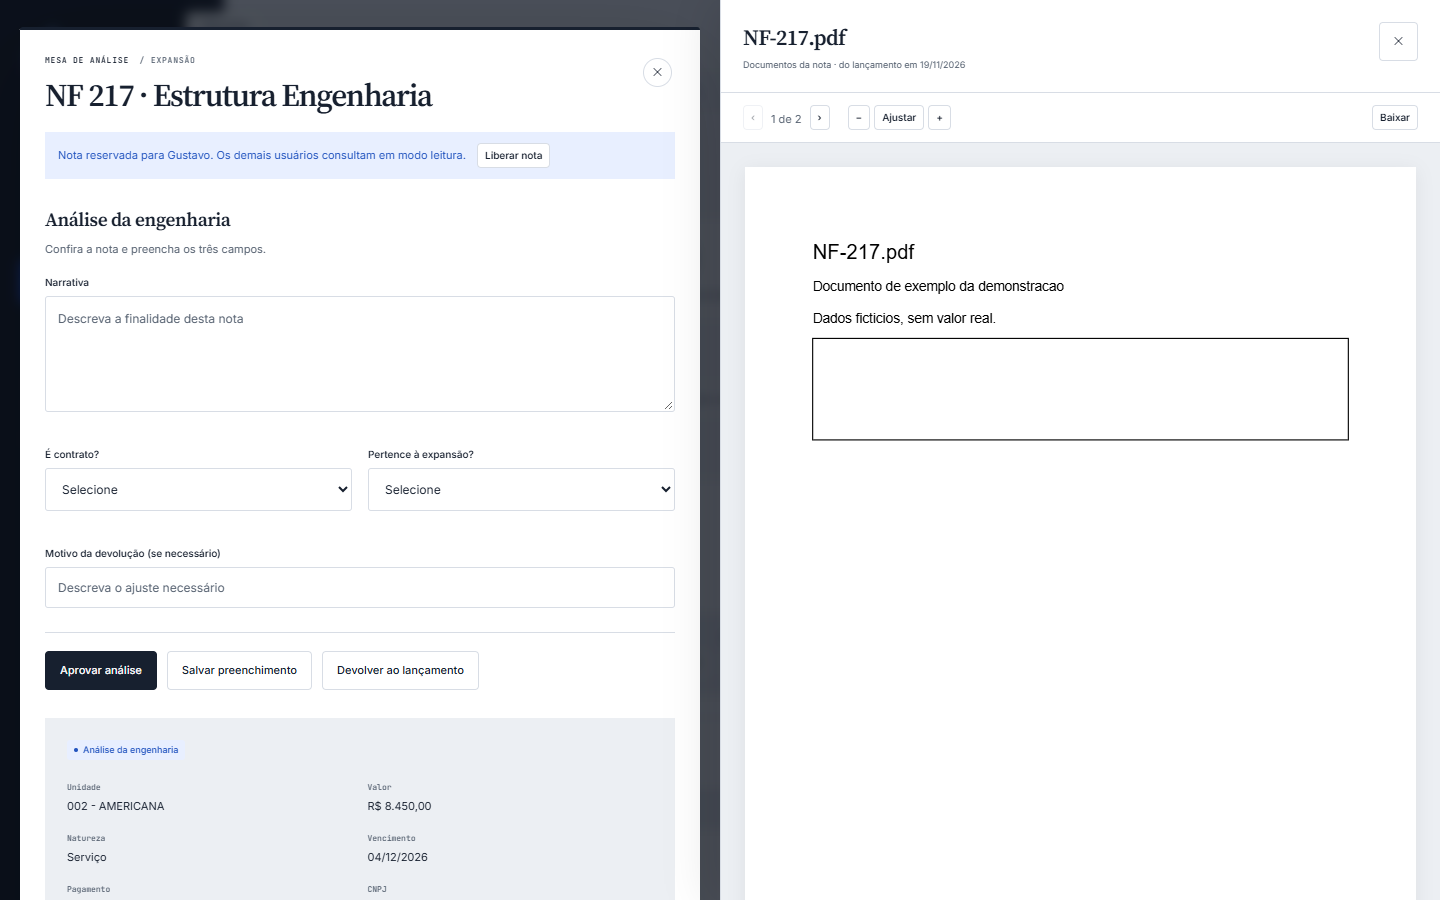 MESA DE ANÁLISE / EXPANSÃO
NF 217 · Estrutura Engenharia
Nota reservada para Gustavo. Os demais usuários consultam em modo leitura.
Liberar nota
Análise da engenharia
Confira a nota e preencha os três campos.
Narrativa
Descreva a finalidade desta nota
É contrato?
Pertence à expansão?
Selecione
Selecione
Motivo da devolução (se necessário)
Descreva o ajuste necessário
Aprovar análise
Salvar preenchimento
Devolver ao lançamento
Análise da engenharia
Unidade
Valor
002 - AMERICANA
R$ 8.450,00
Natureza
Vencimento
Serviço
04/12/2026
Pagamento
CNPJ
NF-217.pdf
Documentos da nota · do lançamento em 19/11/2026
‹
1 de 2
›
−
Ajustar
+
Baixar
NF-217.pdf
Documento de exemplo da demonstracao
Dados ficticios, sem valor real.